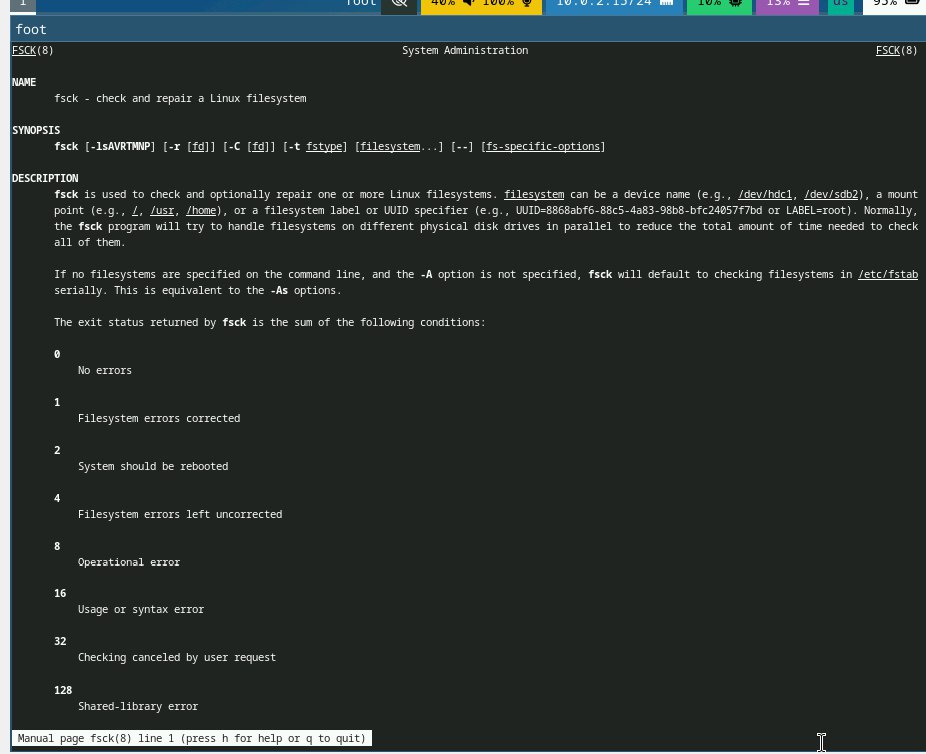 1 foot 40% 100% 10.0.2.15/24 10% 13% us 95%
foot
FSCK(8) System Administration FSCK(8)
NAME
fsck - check and repair a Linux filesystem
SYNOPSIS
fsck [-lsAVRTMNP] [-r [fd]] [-C [fd]] [-t fstype] [filesystem...] [--] [fs-specific-options]
DESCRIPTION
fsck is used to check and optionally repair one or more Linux filesystems. filesystem can be a device name (e.g., /dev/hdc1, /dev/sdb2), a mount
point (e.g., /, /usr, /home), or a filesystem label or UUID specifier (e.g., UUID=8868abf6-88c5-4a83-98b8-bfc24057f7bd or LABEL=root). Normally,
the fsck program will try to handle filesystems on different physical disk drives in parallel to reduce the total amount of time needed to check
all of them.
If no filesystems are specified on the command line, and the -A option is not specified, fsck will default to checking filesystems in /etc/fstab
serially. This is equivalent to the -As options.
The exit status returned by fsck is the sum of the following conditions:
0
No errors
1
Filesystem errors corrected
2
System should be rebooted
4
Filesystem errors left uncorrected
8
Operational error
16
Usage or syntax error
32
Checking canceled by user request
128
Shared-library error
Manual page fsck(8) line 1 (press h for help or q to quit)